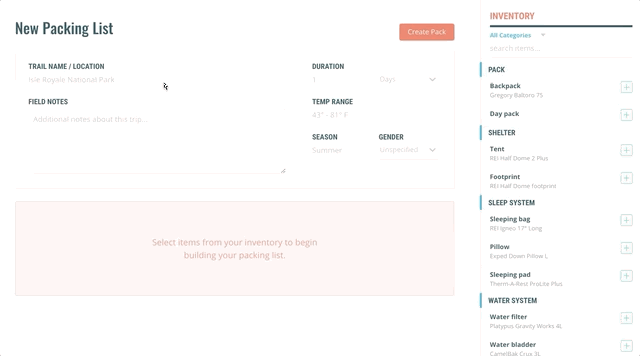 New Packing List
Create Pack
TRAIL NAME / LOCATION
Isle Royale National Park
DURATION
1
Days
FIELD NOTES
Additional notes about this trip...
TEMP RANGE
43° - 81° F
SEASON
Summer
GENDER
unspecified
Select items from your inventory to begin
building your packing list.
INVENTORY
All Categories
search items...
PACK
Backpack
Gregory Baltoro 75
Day pack
SHELTER
Tent
REI Half Dome 2 Plus
Footprint
REI Half Dome footprint
SLEEP SYSTEM
Sleeping bag
REI Igneo 17° Long
Pillow
Exped Down Pillow L
Sleeping pad
Therm-A-Rest ProLite Plus
WATER SYSTEM
Water filter
Platypus Gravity Works 4L
Water bladder
CamelBak Crux 3L